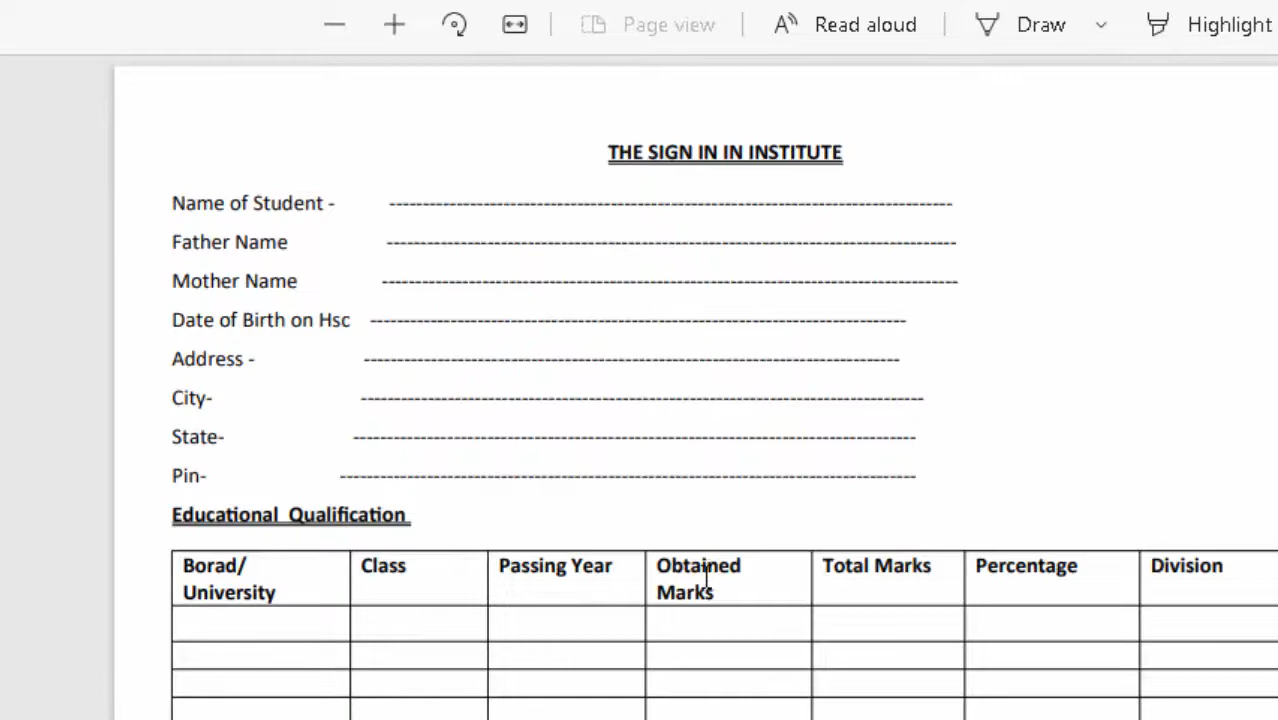 Page view
Read aloud
Draw
Highlight
THE SIGN IN IN INSTITUTE
Name of Student - ------------------------------------------------------------------------------------
Father Name -------------------------------------------------------------------------------------
Mother Name --------------------------------------------------------------------------------------
Date of Birth on Hsc --------------------------------------------------------------------------------
Address - --------------------------------------------------------------------------------
City- ------------------------------------------------------------------------------------
State- ------------------------------------------------------------------------------------
Pin- --------------------------------------------------------------------------------------
Educational Qualification
Borad/ Class Passing Year Obtained Total Marks Percentage Division
University Marks